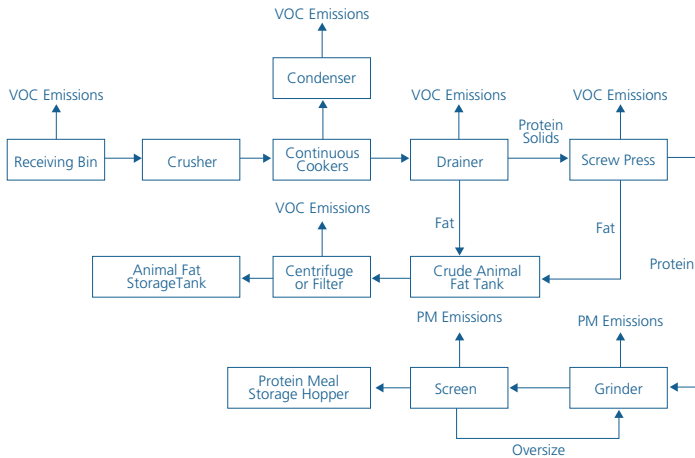 VOC Emissions
Condenser
VOC Emissions
VOC Emissions
VOC Emissions
Receiving Bin
Crusher
Continuous
Cookers
Drainer
Protein
Solids
Screw Press
VOC Emissions
Fat
Fat
Animal Fat
StorageTank
Centrifuge
or Filter
Crude Animal
Fat Tank
Protein
PM Emissions
PM Emissions
Protein Meal
Storage Hopper
Screen
Grinder
Oversize